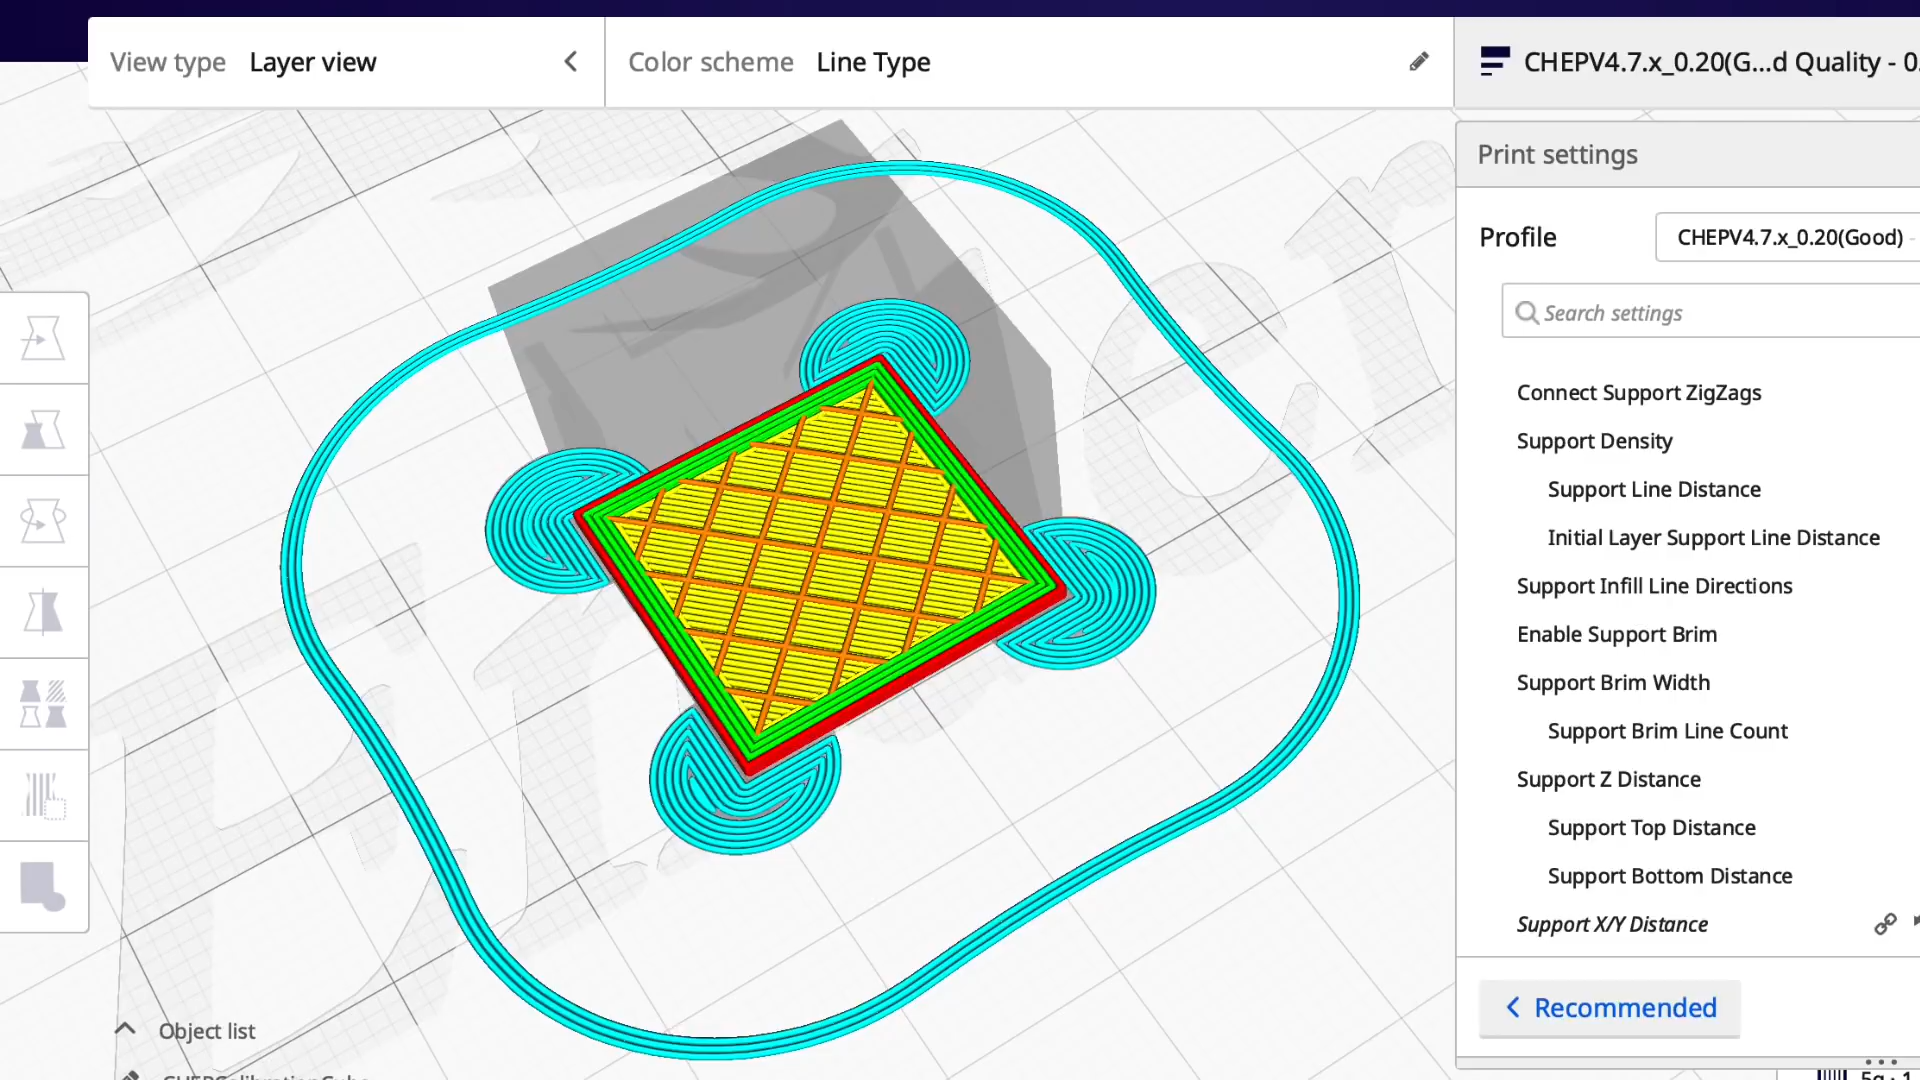 View type Layer view
Color scheme Line Type
CHEPV4.7.x_0.20(G...d Quality - 0.
Print settings
Profile CHEPV4.7.x_0.20(Good) -
Search settings
Connect Support ZigZags
Support Density
Support Line Distance
Initial Layer Support Line Distance
Support Infill Line Directions
Enable Support Brim
Support Brim Width
Support Brim Line Count
Support Z Distance
Support Top Distance
Support Bottom Distance
Support X/Y Distance
Recommended
Object list